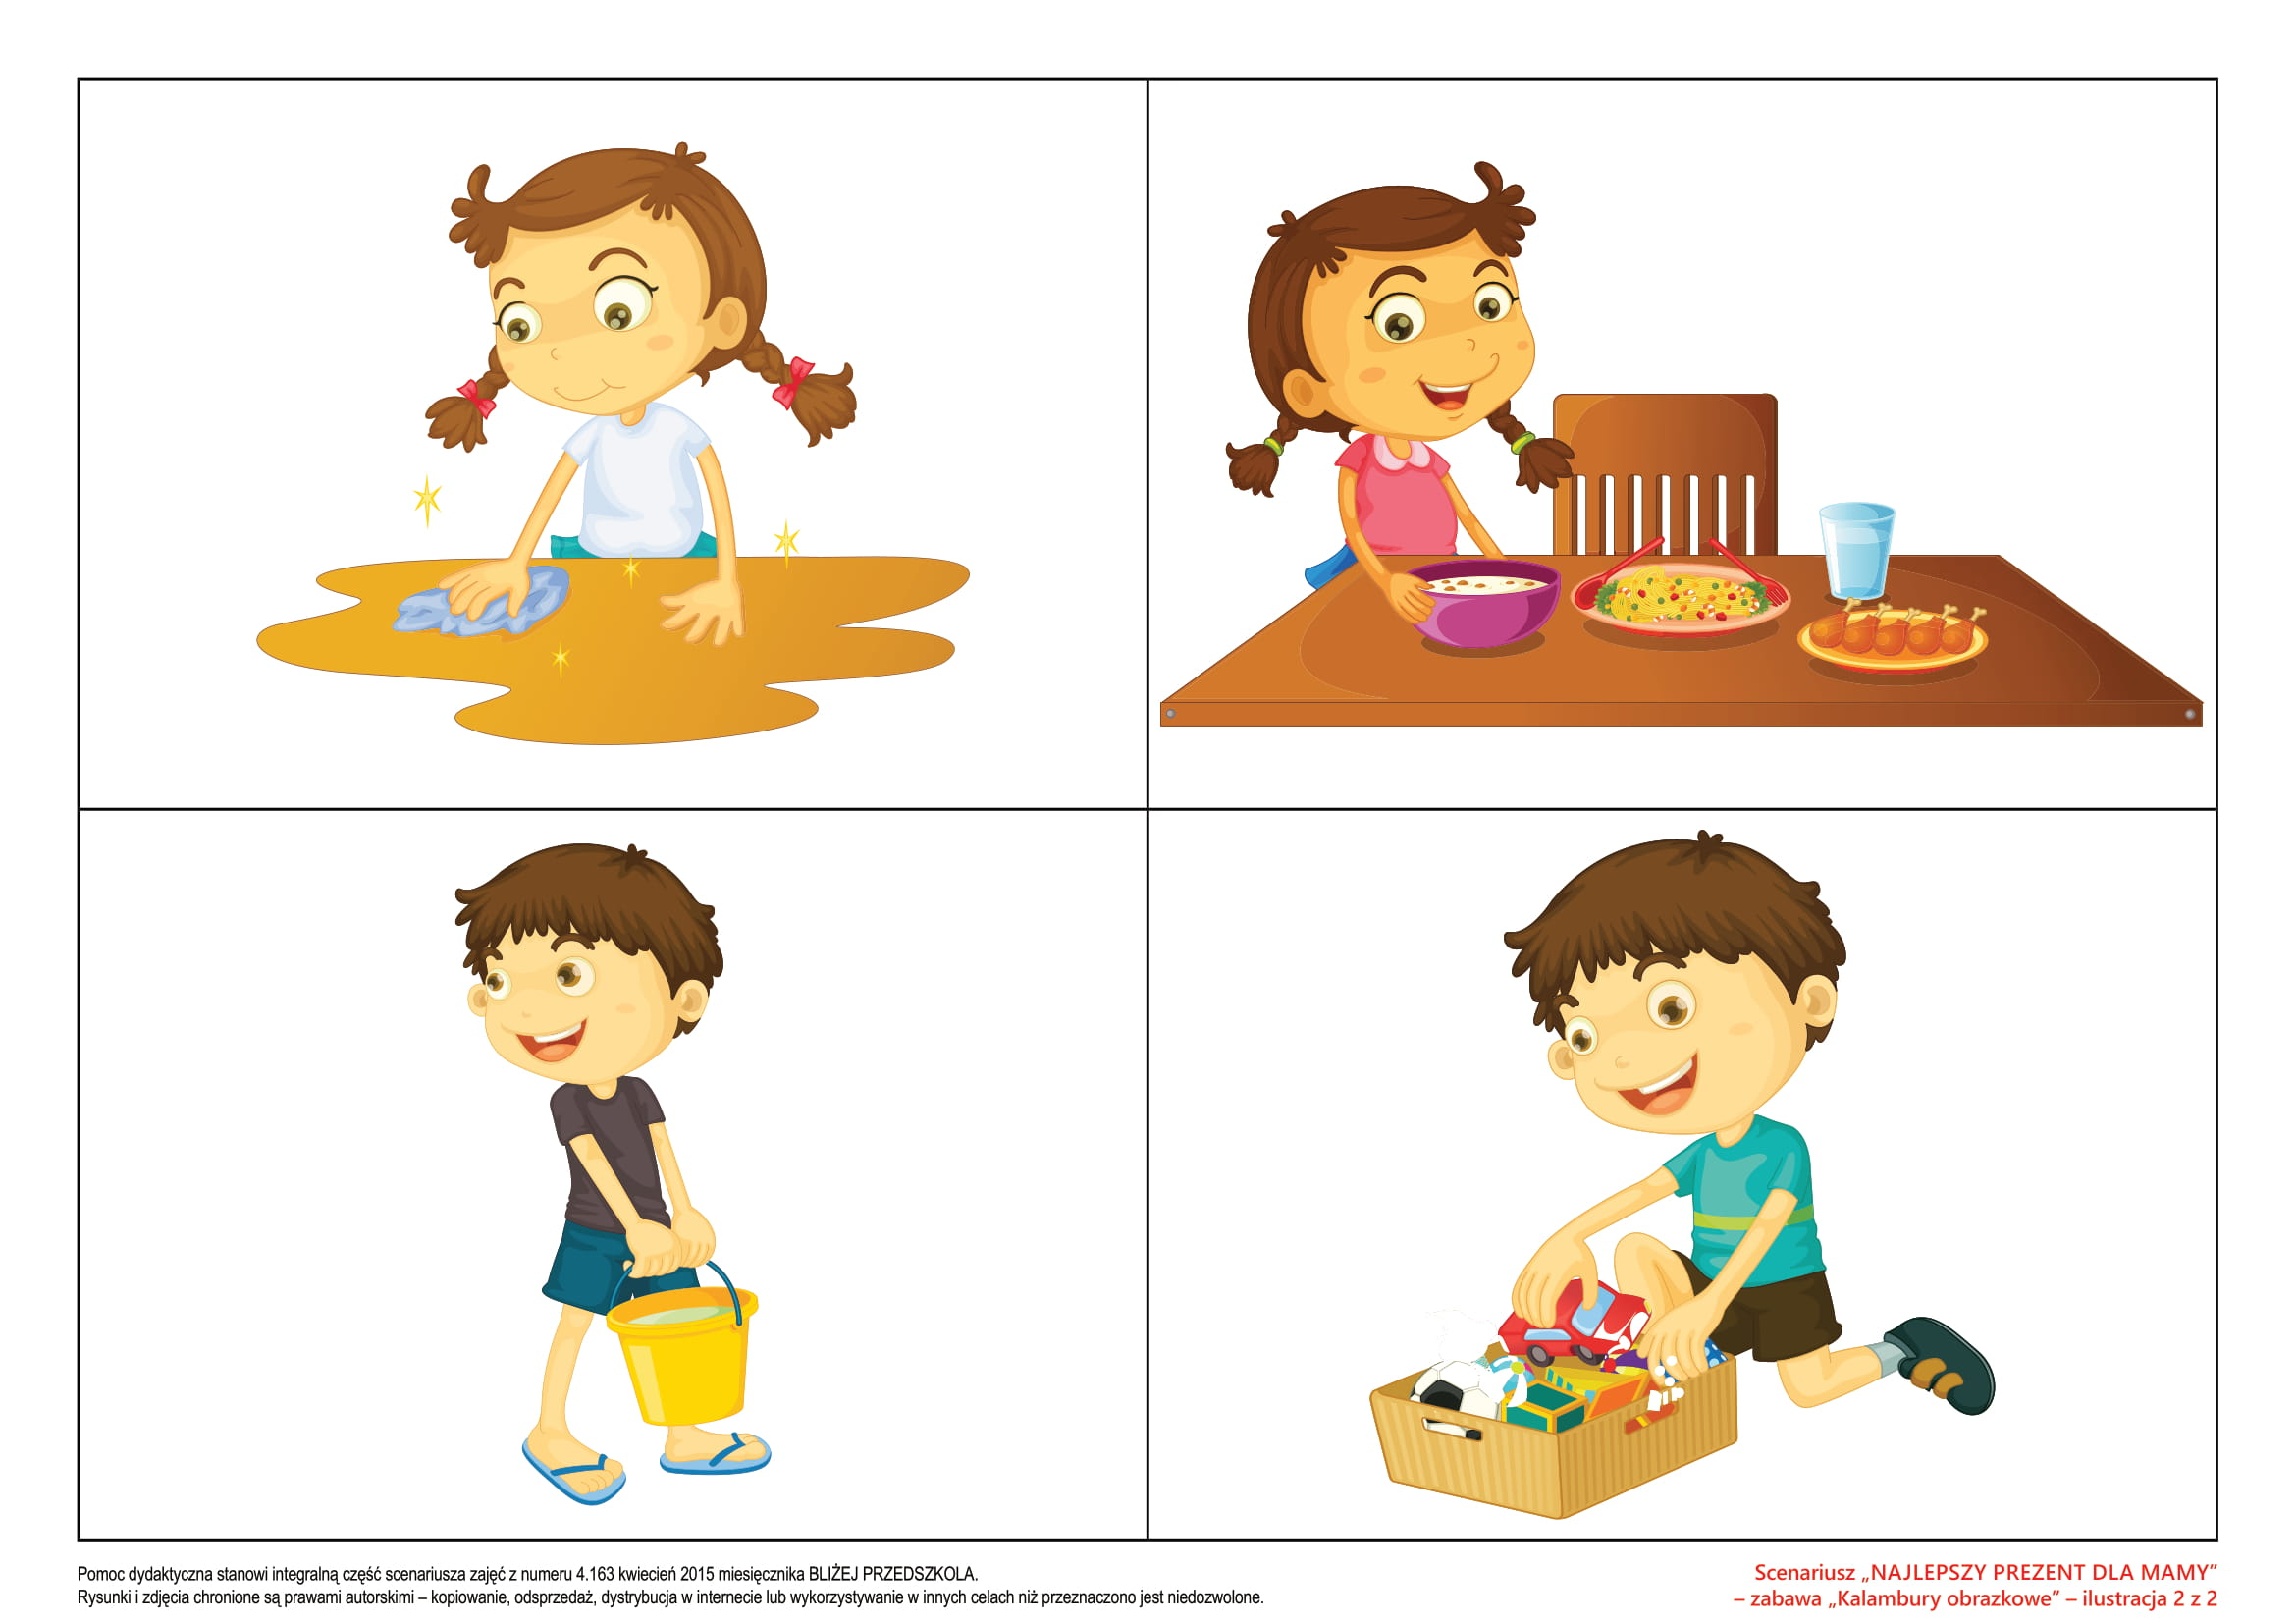 Pomoc dydaktyczna stanowi integralną część scenariusza zajęć z numeru 4.163 kwiecień 2015 miesięcznika BLIŻEJ PRZEDSZKOLA.
Rysunki i zdjęcia chronione są prawami autorskimi – kopiowanie, odsprzedaż, dystrybucja w internecie lub wykorzystywanie w innych celach niż przeznaczono jest niedozwolone.
Scenariusz „NAJLEPSZY PREZENT DLA MAMY”
– zabawa „Kalambury obrazkowe” – ilustracja 2 z 2